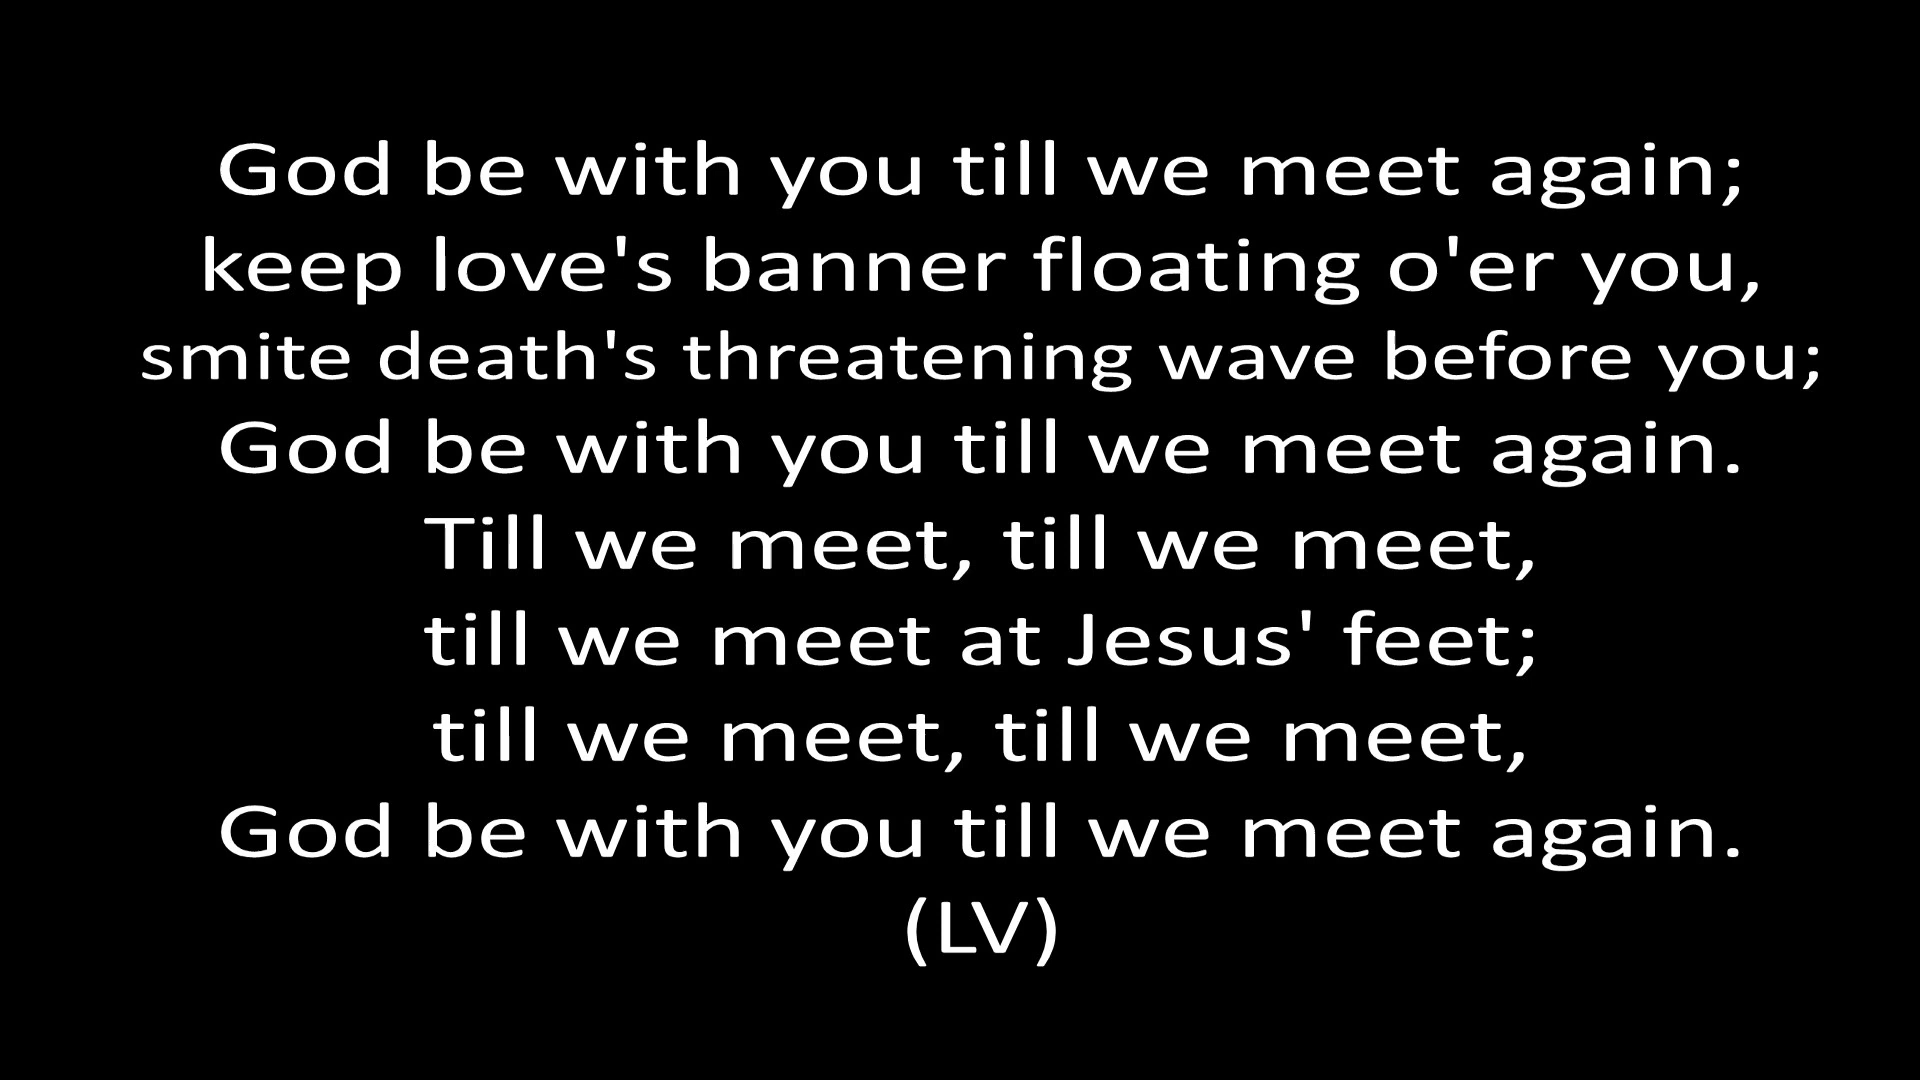 God be with you till we meet again;
keep love's banner floating o'er you,
smite death's threatening wave before you;
God be with you till we meet again.
Till we meet, till we meet,
till we meet at Jesus' feet;
till we meet, till we meet,
God be with you till we meet again.
(LV)